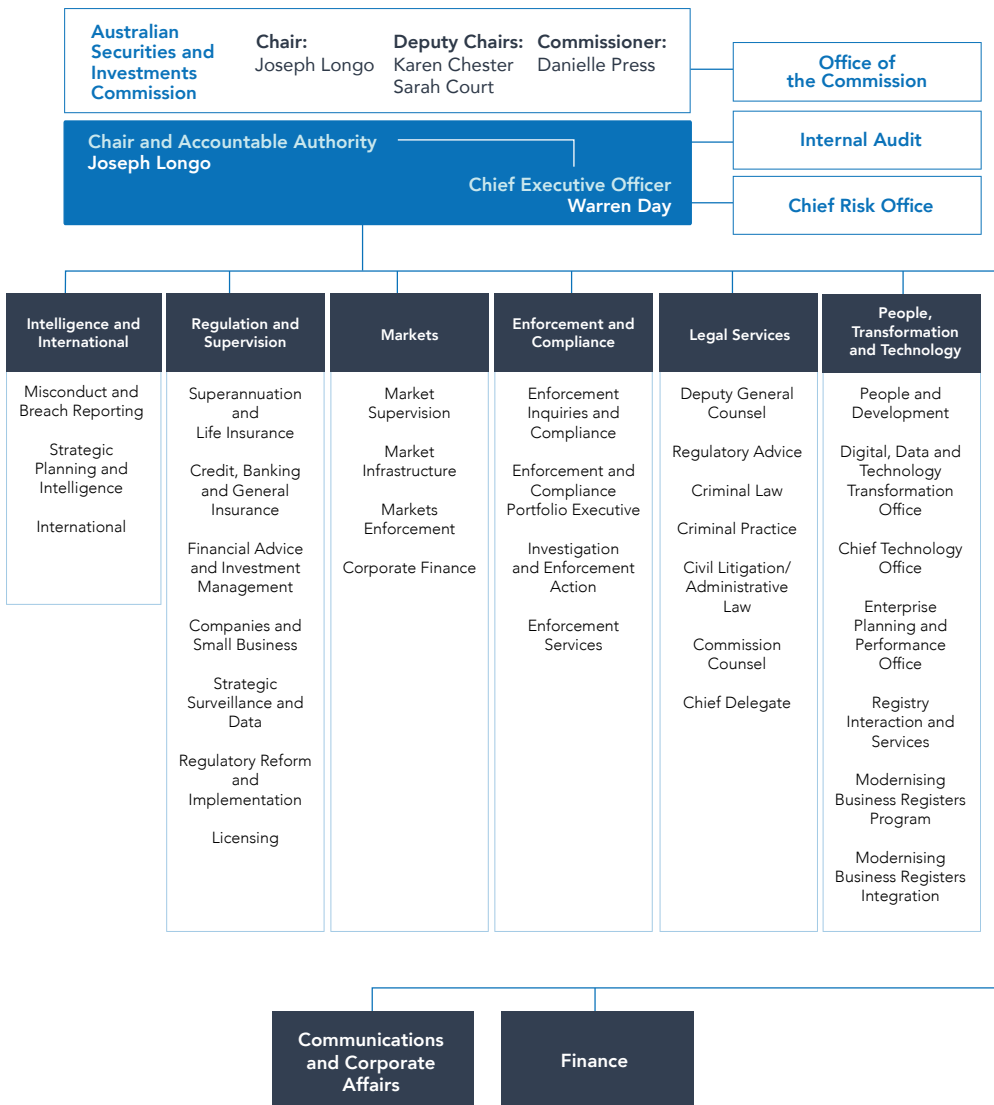 Australian
Securities and
Investments
Commission
Chair:
Joseph Longo
Deputy Chairs:
Karen Chester
Sarah Court
Commissioner:
Danielle Press
Office of
the Commission
Chair and Accountable Authority
Joseph Longo
Chief Executive Officer
Warren Day
Internal Audit
Chief Risk Office
Intelligence and
International
Misconduct and
Breach Reporting
Strategic
Planning and
Intelligence
International
Regulation and
Supervision
Superannuation
and
Life Insurance
Credit, Banking
and General
Insurance
Financial Advice
and Investment
Management
Companies and
Small Business
Strategic
Surveillance and
Data
Regulatory Reform
and
Implementation
Licensing
Markets
Market
Supervision
Market
Infrastructure
Markets
Enforcement
Corporate Finance
Enforcement and
Compliance
Enforcement
Inquiries and
Compliance
Enforcement and
Compliance
Portfolio Executive
Investigation
and Enforcement
Action
Enforcement
Services
Legal Services
Deputy General
Counsel
Regulatory Advice
Criminal Law
Criminal Practice
Civil Litigation/
Administrative
Law
Commission
Counsel
Chief Delegate
People,
Transformation
and Technology
People and
Development
Digital, Data and
Technology
Transformation
Office
Chief Technology
Office
Enterprise
Planning and
Performance
Office
Registry
Interaction and
Services
Modernising
Business Registers
Program
Modernising
Business Registers
Integration
Communications
and Corporate
Affairs
Finance